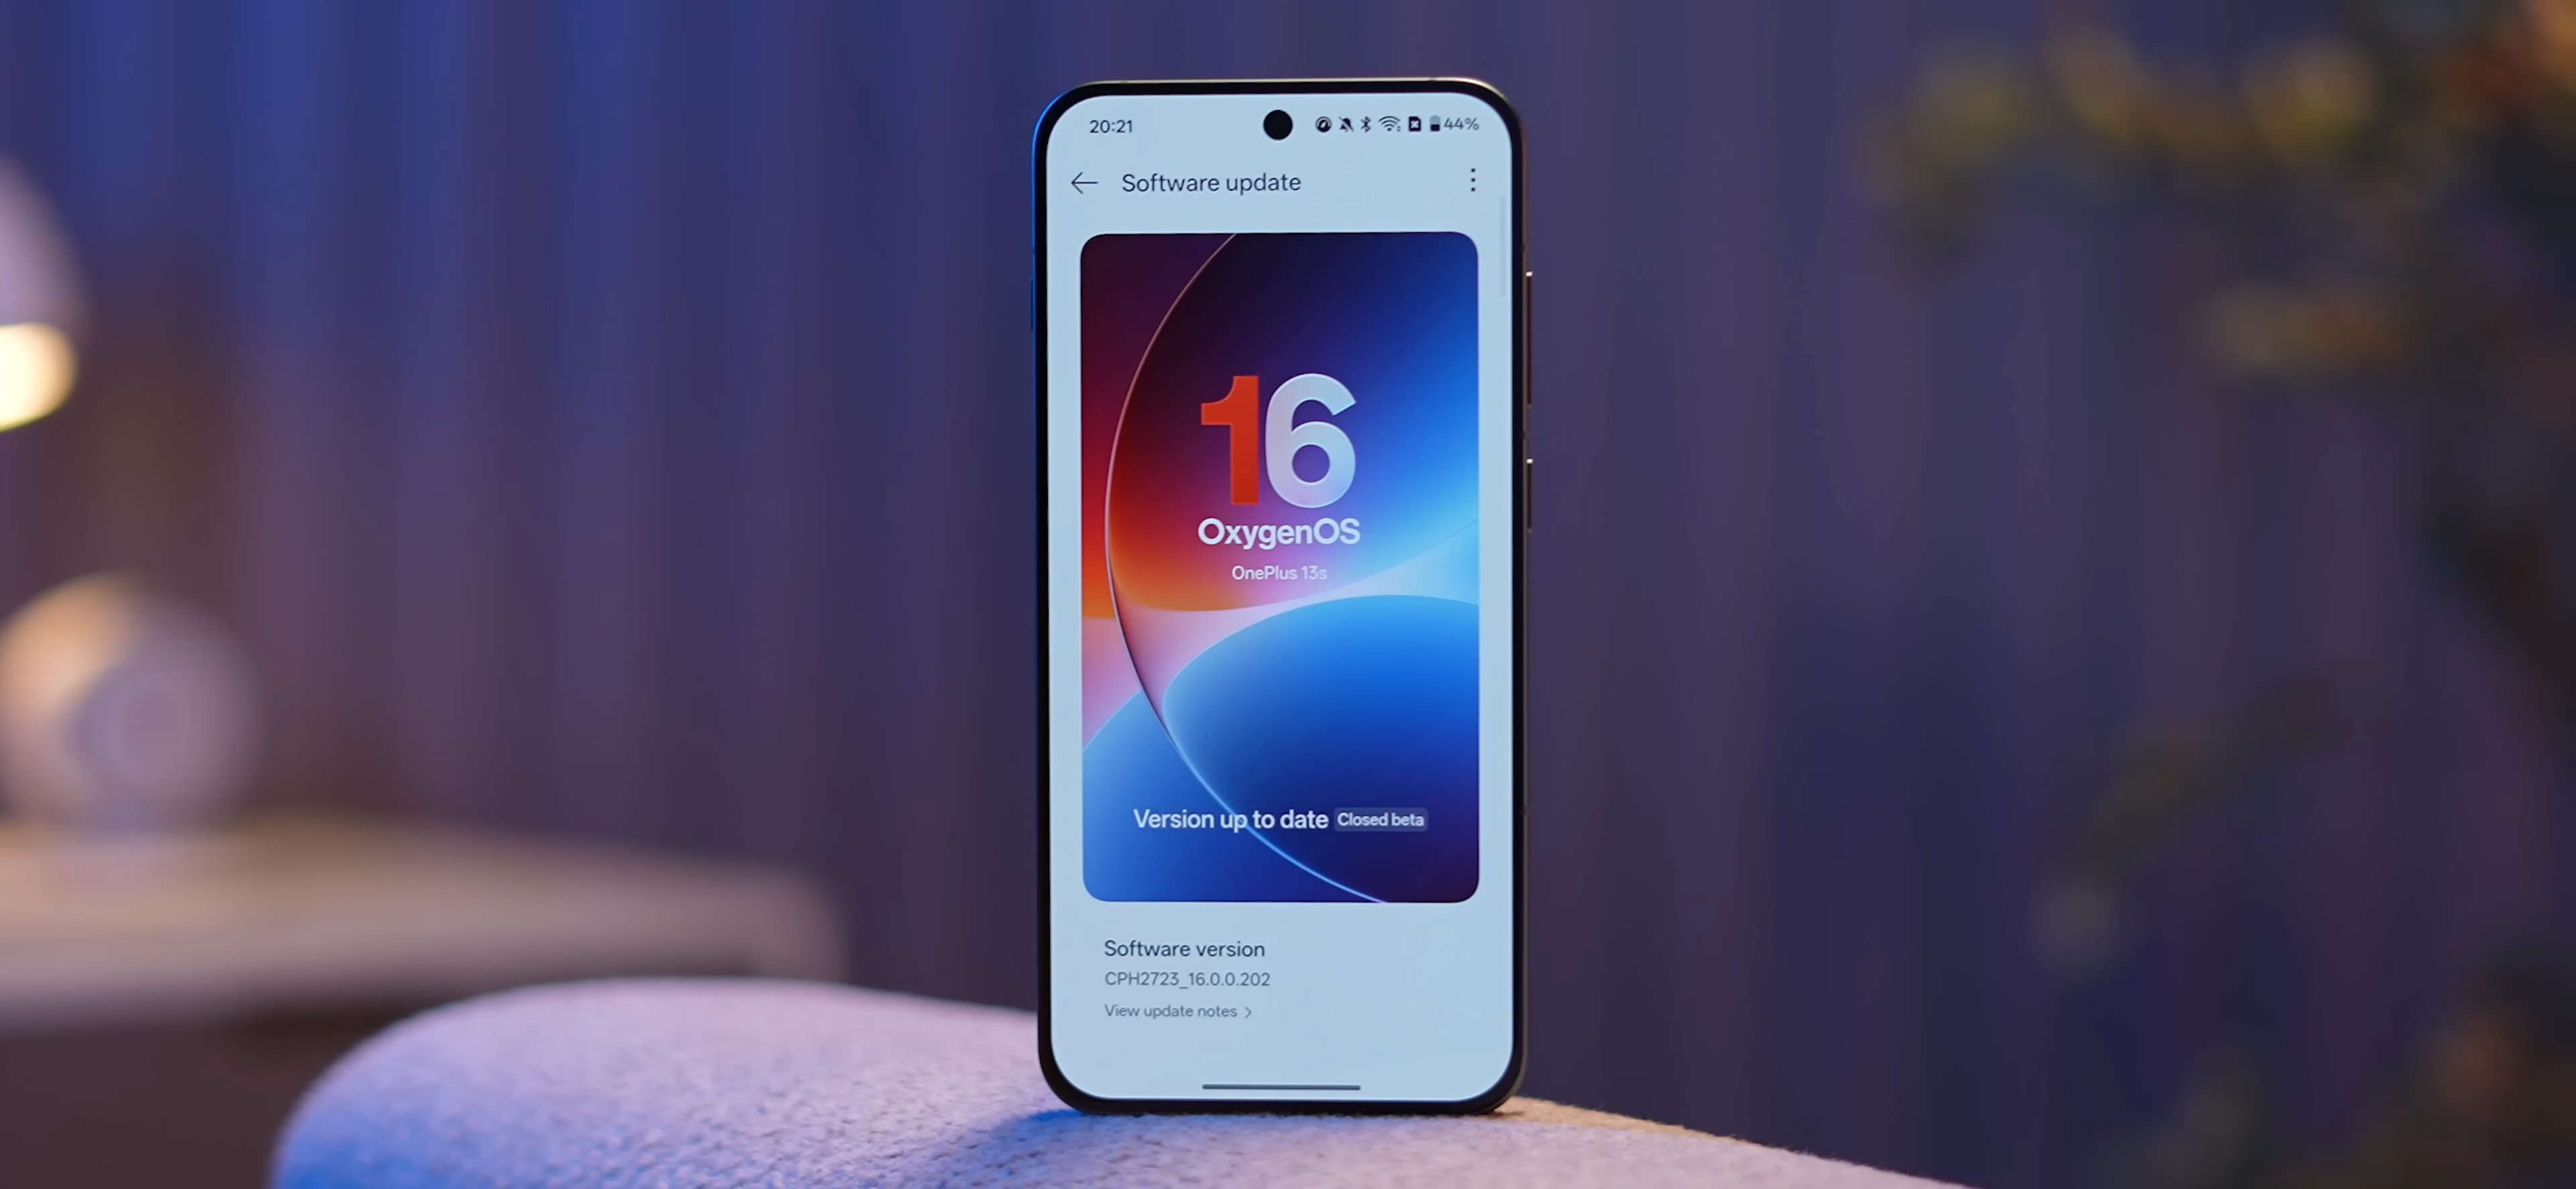 20:21 44%
Software update
16
OxygenOS
OnePlus 13s
Version up to date Closed beta
Software version
CPH2723_16.0.0.202
View update notes